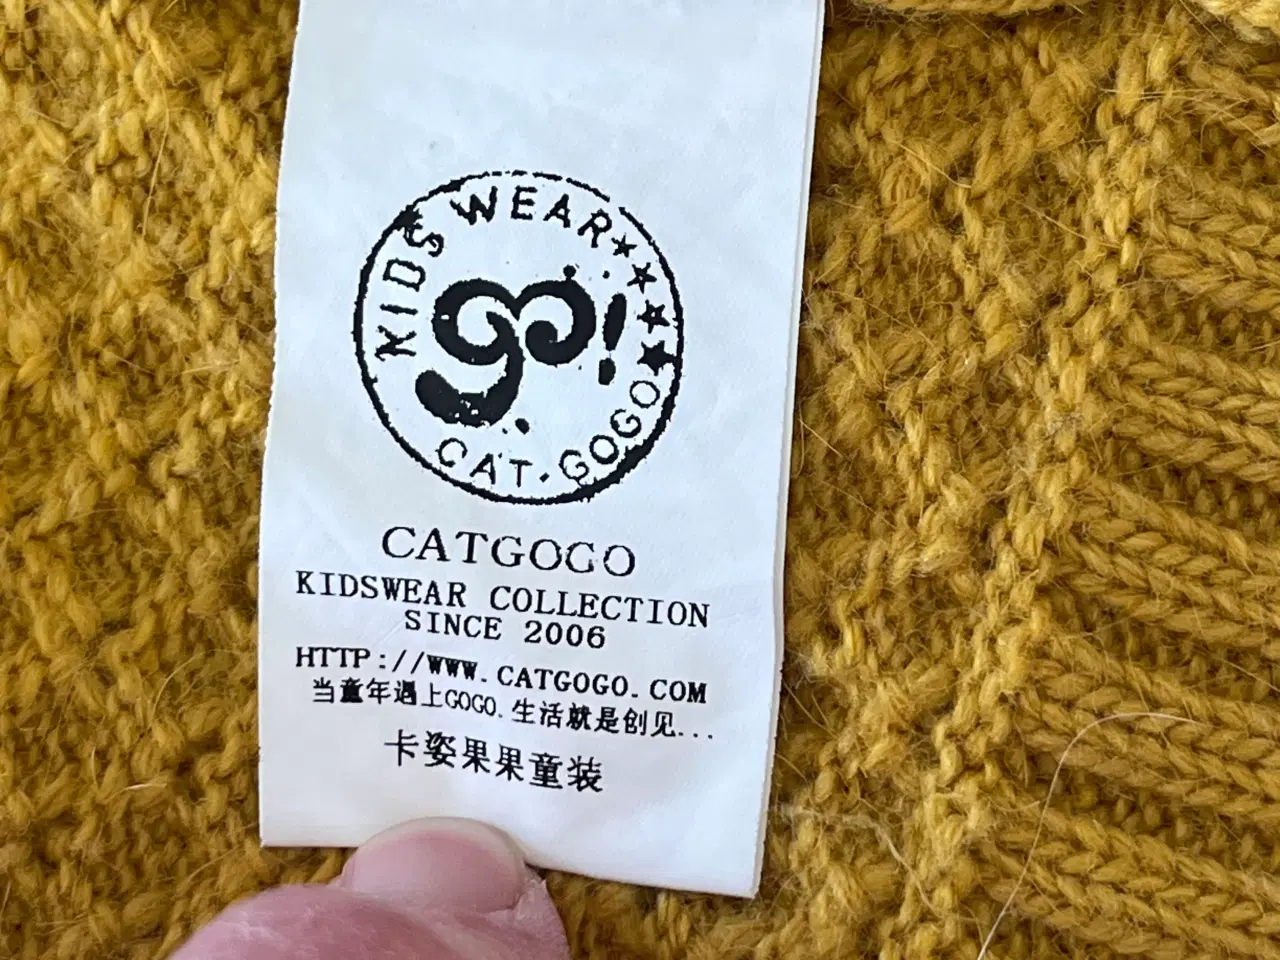 KIDS WEAR★★★★
go!
CAT·GOGO
CATGOGO
KIDSWEAR COLLECTION
SINCE 2006
HTTP://WWW.CATGOGO.COM
当童年遇上GOGO.生活就是创见...
卡姿果果童装